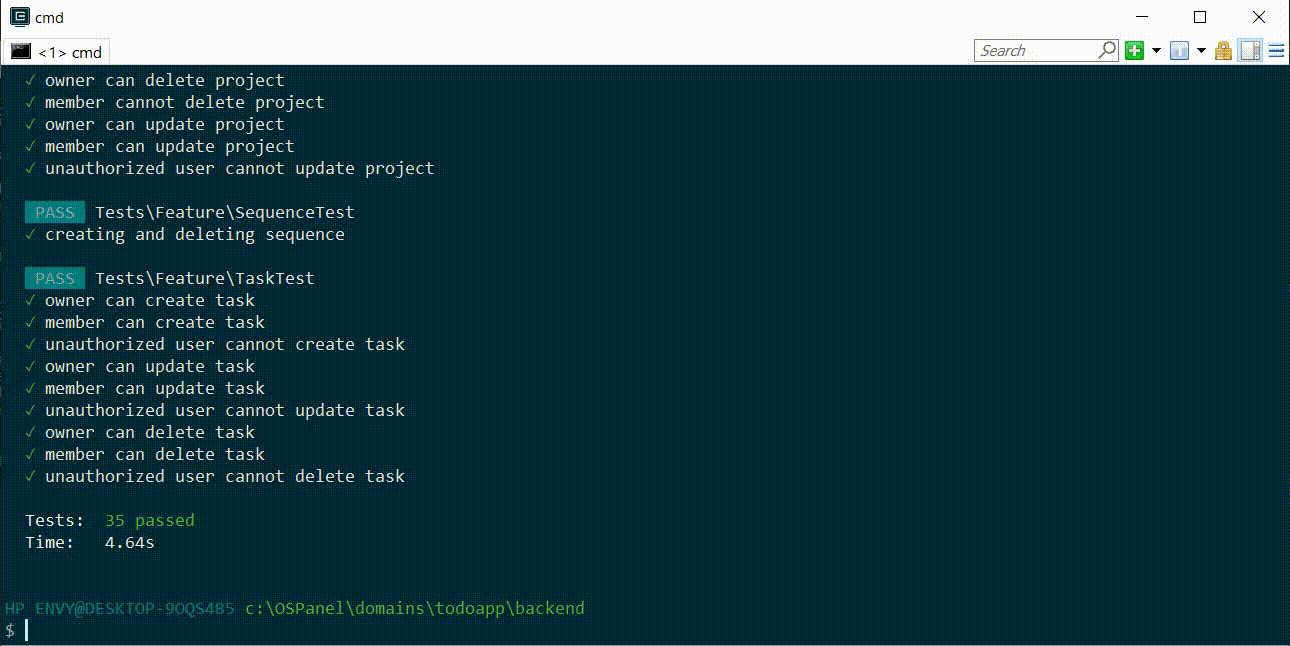 cmd
<1> cmd
Search
✓ owner can delete project
✓ member cannot delete project
✓ owner can update project
✓ member can update project
✓ unauthorized user cannot update project
PASS Tests\Feature\SequenceTest
✓ creating and deleting sequence
PASS Tests\Feature\TaskTest
✓ owner can create task
✓ member can create task
✓ unauthorized user cannot create task
✓ owner can update task
✓ member can update task
✓ unauthorized user cannot update task
✓ owner can delete task
✓ member can delete task
✓ unauthorized user cannot delete task
Tests: 35 passed
Time: 4.64s
HP ENVY@DESKTOP-9OQS4B5 c:\OSPanel\domains\todoapp\backend
$